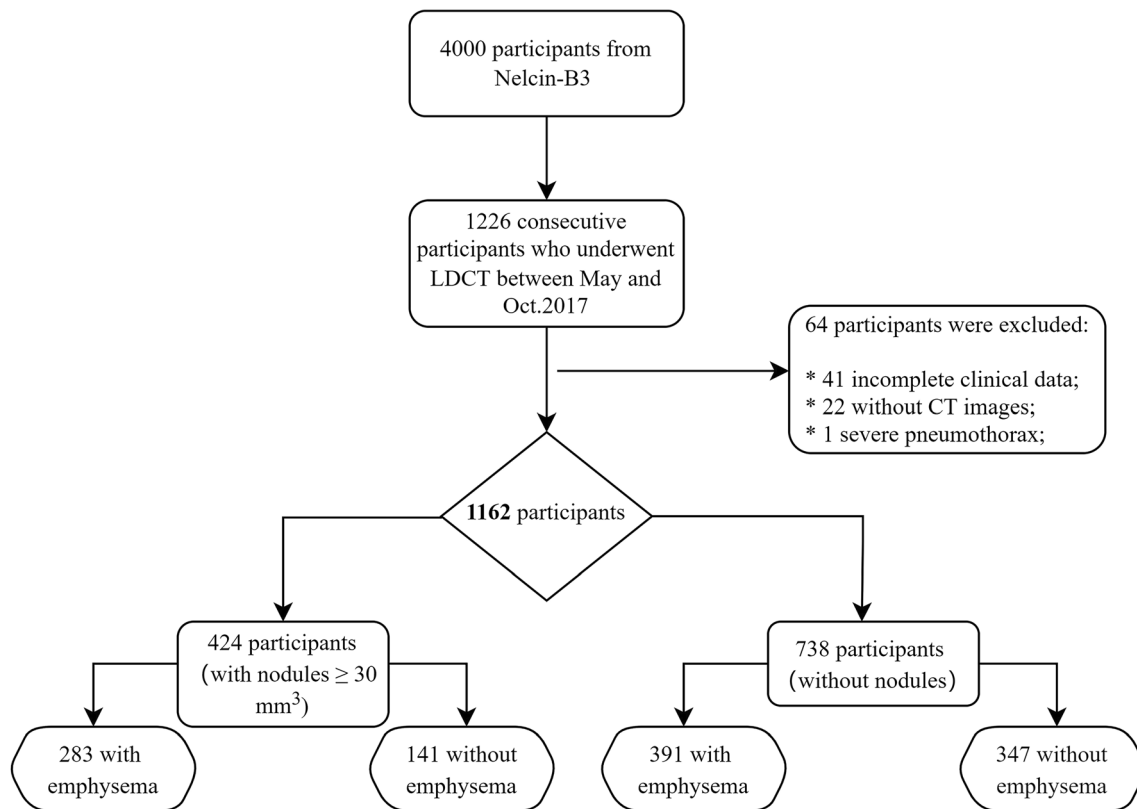 4000 participants from
Nelcin-B3
1226 consecutive
participants who underwent
LDCT between May and
Oct.2017
64 participants were excluded:
* 41 incomplete clinical data;
* 22 without CT images;
* 1 severe pneumothorax;
1162 participants
424 participants
(with nodules ≥ 30
mm³)
738 participants
(without nodules)
283 with
emphysema
141 without
emphysema
391 with
emphysema
347 without
emphysema